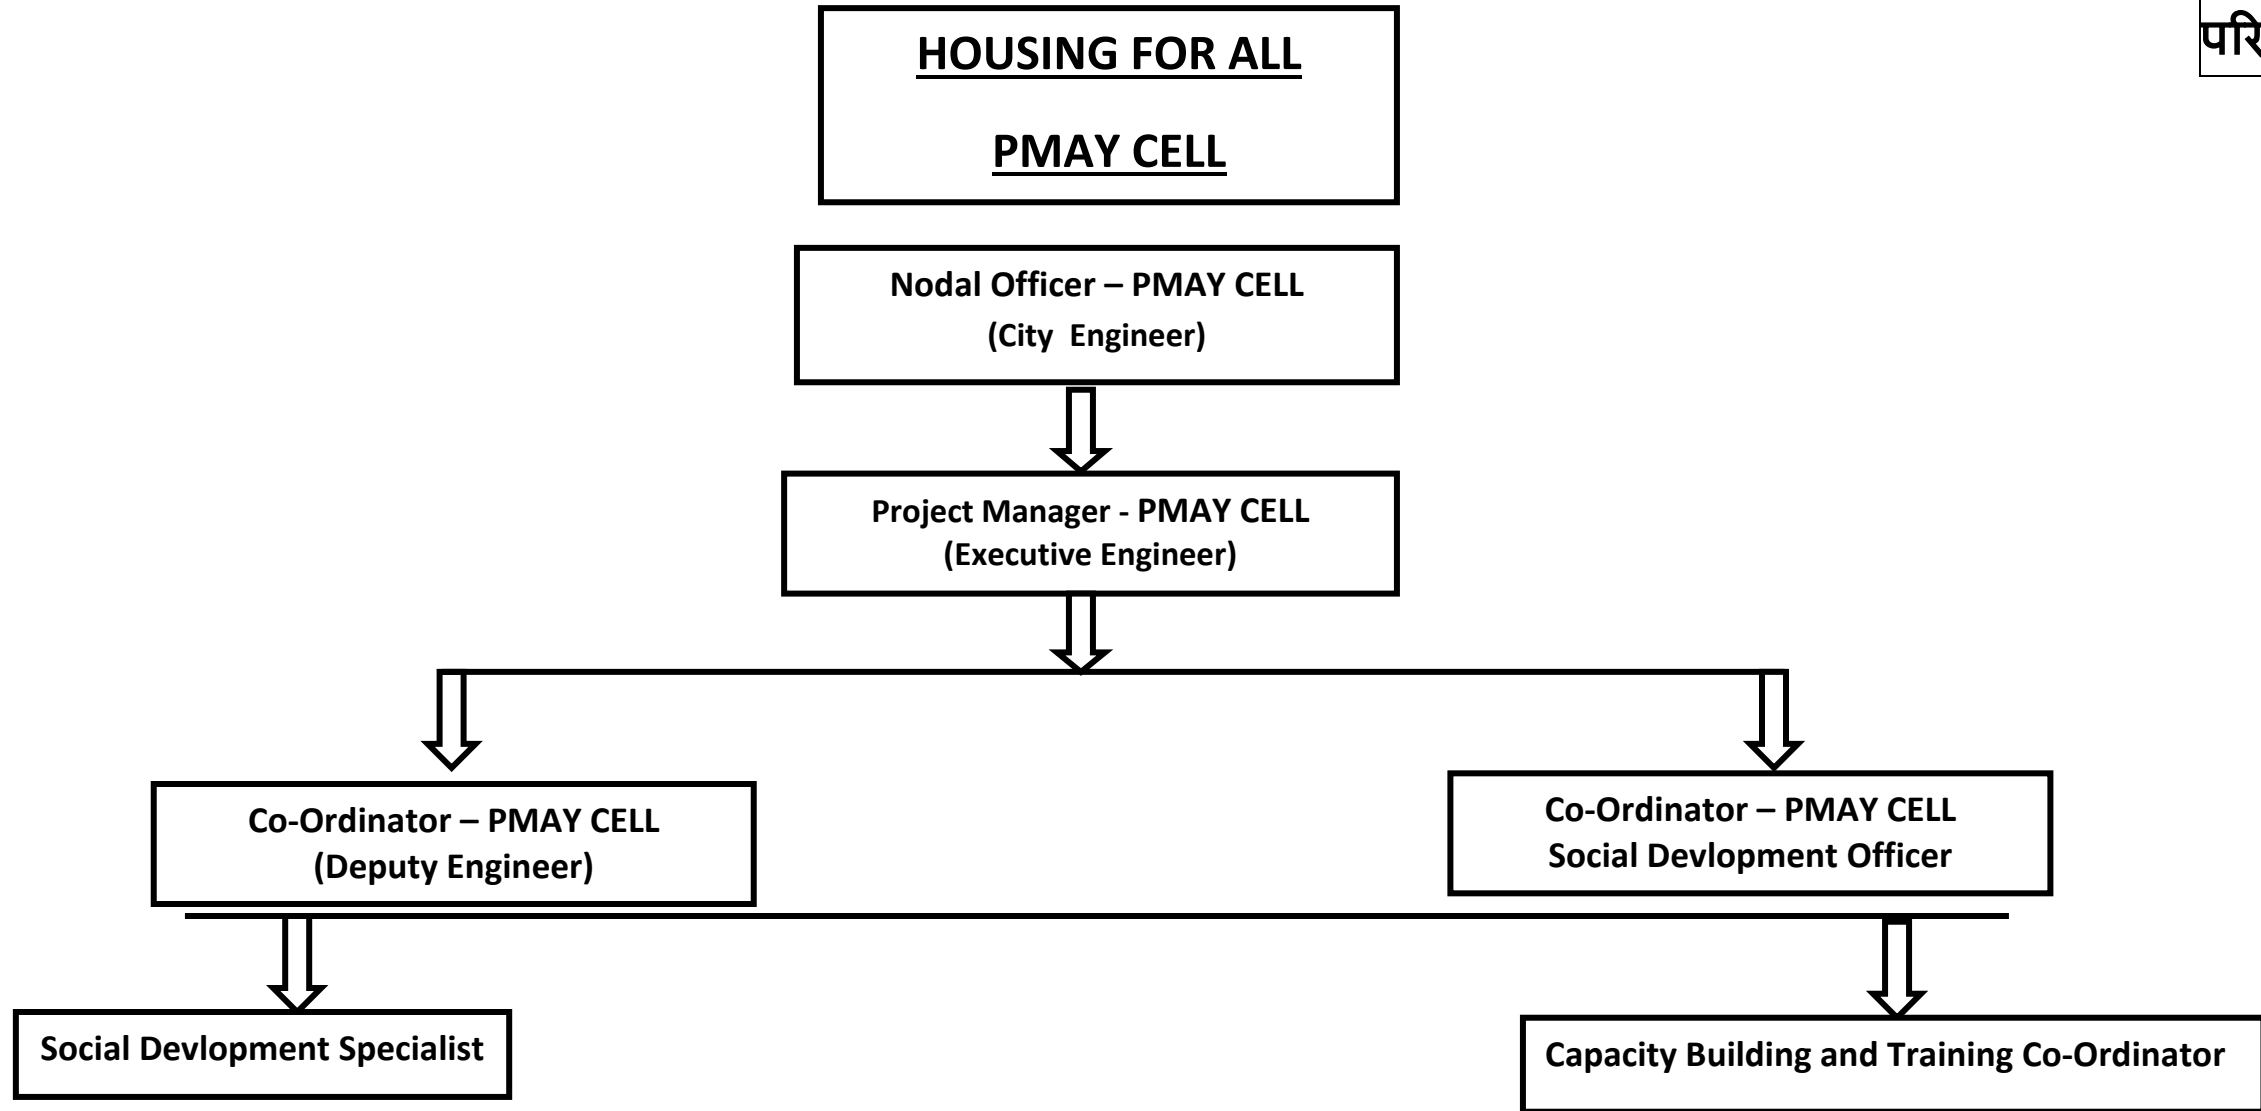 HOUSING FOR ALL
PMAY CELL
Nodal Officer – PMAY CELL
(City Engineer)
Project Manager - PMAY CELL
(Executive Engineer)
Co-Ordinator – PMAY CELL
(Deputy Engineer)
Co-Ordinator – PMAY CELL
Social Devlopment Officer
Social Devlopment Specialist
Capacity Building and Training Co-Ordinator